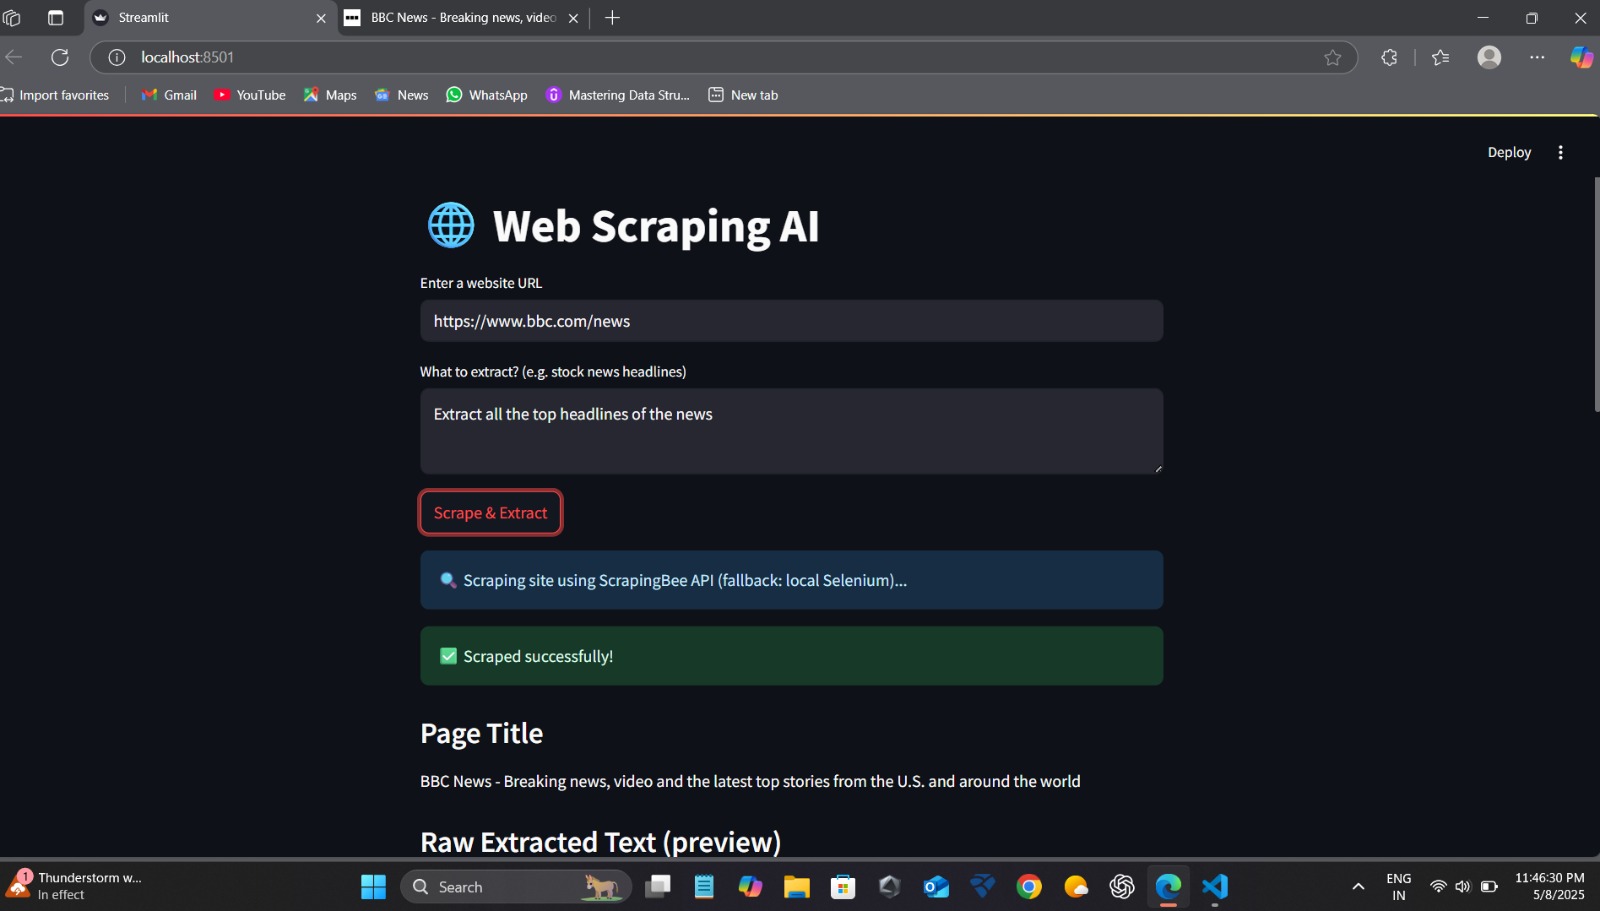 Streamlit
BBC News - Breaking news, video
localhost:8501
Import favorites
Gmail
YouTube
Maps
News
WhatsApp
Mastering Data Stru...
New tab
Deploy
Web Scraping AI
Enter a website URL
https://www.bbc.com/news
What to extract? (e.g. stock news headlines)
Extract all the top headlines of the news
Scrape & Extract
Scraping site using ScrapingBee API (fallback: local Selenium)...
Scraped successfully!
Page Title
BBC News - Breaking news, video and the latest top stories from the U.S. and around the world
Raw Extracted Text (preview)
1
Thunderstorm w...
In effect
Search
ENG
IN
11:46:30 PM
5/8/2025